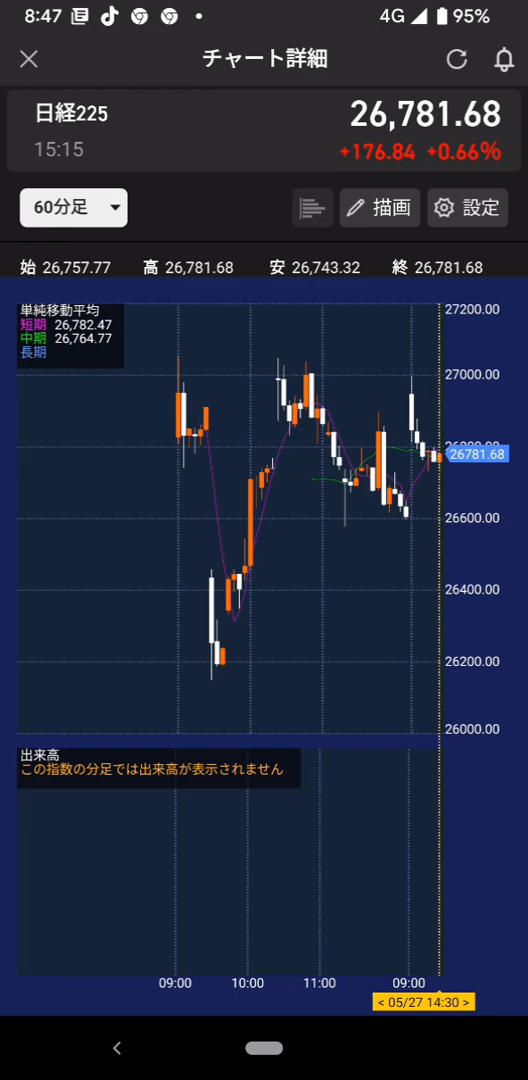 8:47
4G
95%
チャート詳細
日経225
26,781.68
15:15
+176.84 +0.66%
60分足
描画
設定
始 26,757.77 高 26,781.68 安 26,743.32 終 26,781.68
単純移動平均
短期 26,782.47
中期 26,764.77
長期
27200.00
27000.00
26781.68
26600.00
26400.00
26200.00
26000.00
出来高
この指数の分足では出来高が表示されません
09:00 10:00 11:00 09:00
< 05/27 14:30 >